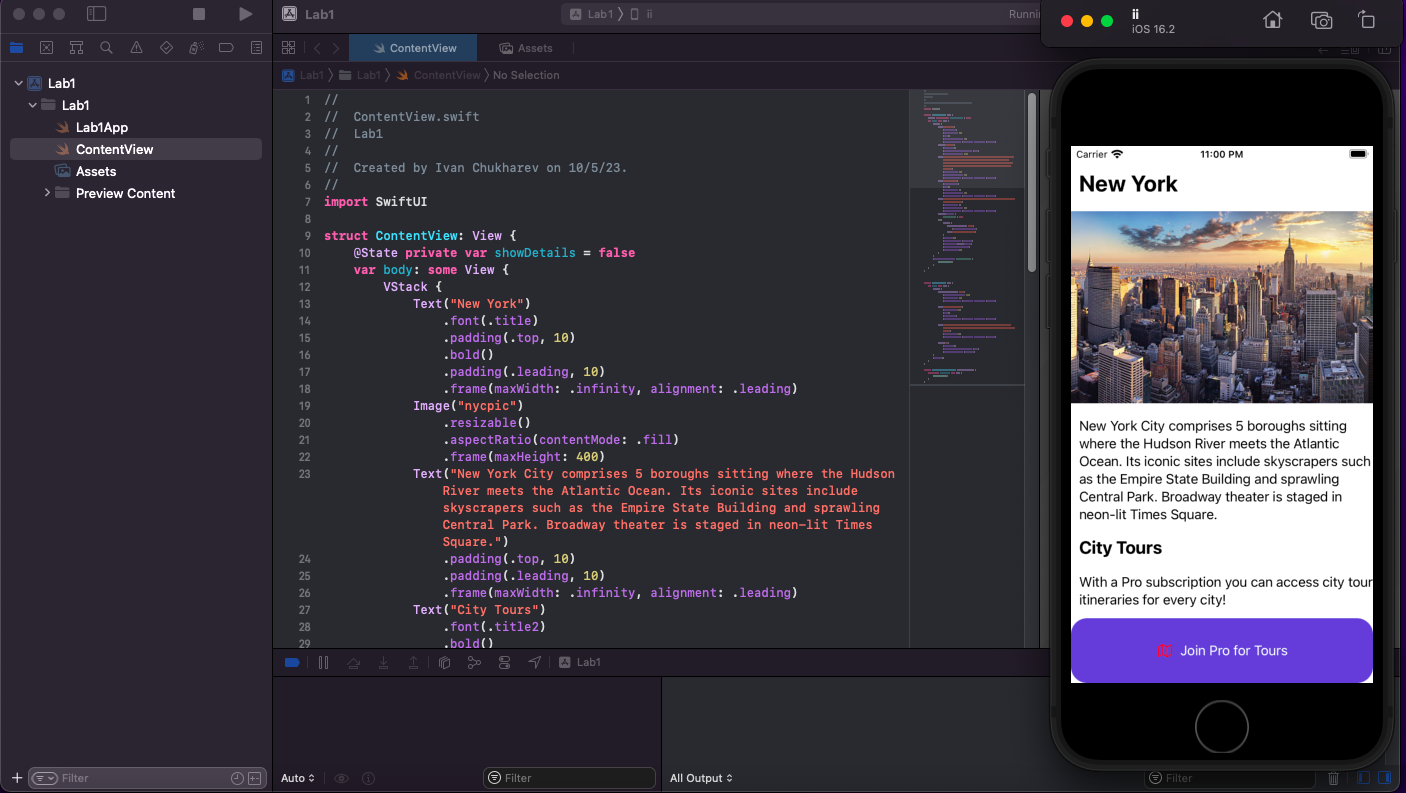 Lab1
Lab1 〉 ii
Runnin
ii
iOS 16.2
ContentView
Assets
Lab1 〉 Lab1 〉 ContentView 〉 No Selection
Lab1
Lab1
Lab1App
ContentView
Assets
Preview Content
1 //
2 //  ContentView.swift
3 //  Lab1
4 //
5 //  Created by Ivan Chukharev on 10/5/23.
6 //
7 import SwiftUI
8
9 struct ContentView: View {
10     @State private var showDetails = false
11     var body: some View {
12         VStack {
13             Text("New York")
14                 .font(.title)
15                 .padding(.top, 10)
16                 .bold()
17                 .padding(.leading, 10)
18                 .frame(maxWidth: .infinity, alignment: .leading)
19             Image("nycpic")
20                 .resizable()
21                 .aspectRatio(contentMode: .fill)
22                 .frame(maxHeight: 400)
23             Text("New York City comprises 5 boroughs sitting where the Hudson
River meets the Atlantic Ocean. Its iconic sites include
skyscrapers such as the Empire State Building and sprawling
Central Park. Broadway theater is staged in neon-lit Times
Square.")
24                 .padding(.top, 10)
25                 .padding(.leading, 10)
26                 .frame(maxWidth: .infinity, alignment: .leading)
27             Text("City Tours")
28                 .font(.title2)
29                 .bold()
Lab1
Filter
Auto
Filter
All Output
Filter
Carrier
11:00 PM
New York
New York City comprises 5 boroughs sitting
where the Hudson River meets the Atlantic
Ocean. Its iconic sites include skyscrapers such
as the Empire State Building and sprawling
Central Park. Broadway theater is staged in
neon-lit Times Square.
City Tours
With a Pro subscription you can access city tour
itineraries for every city!
Join Pro for Tours